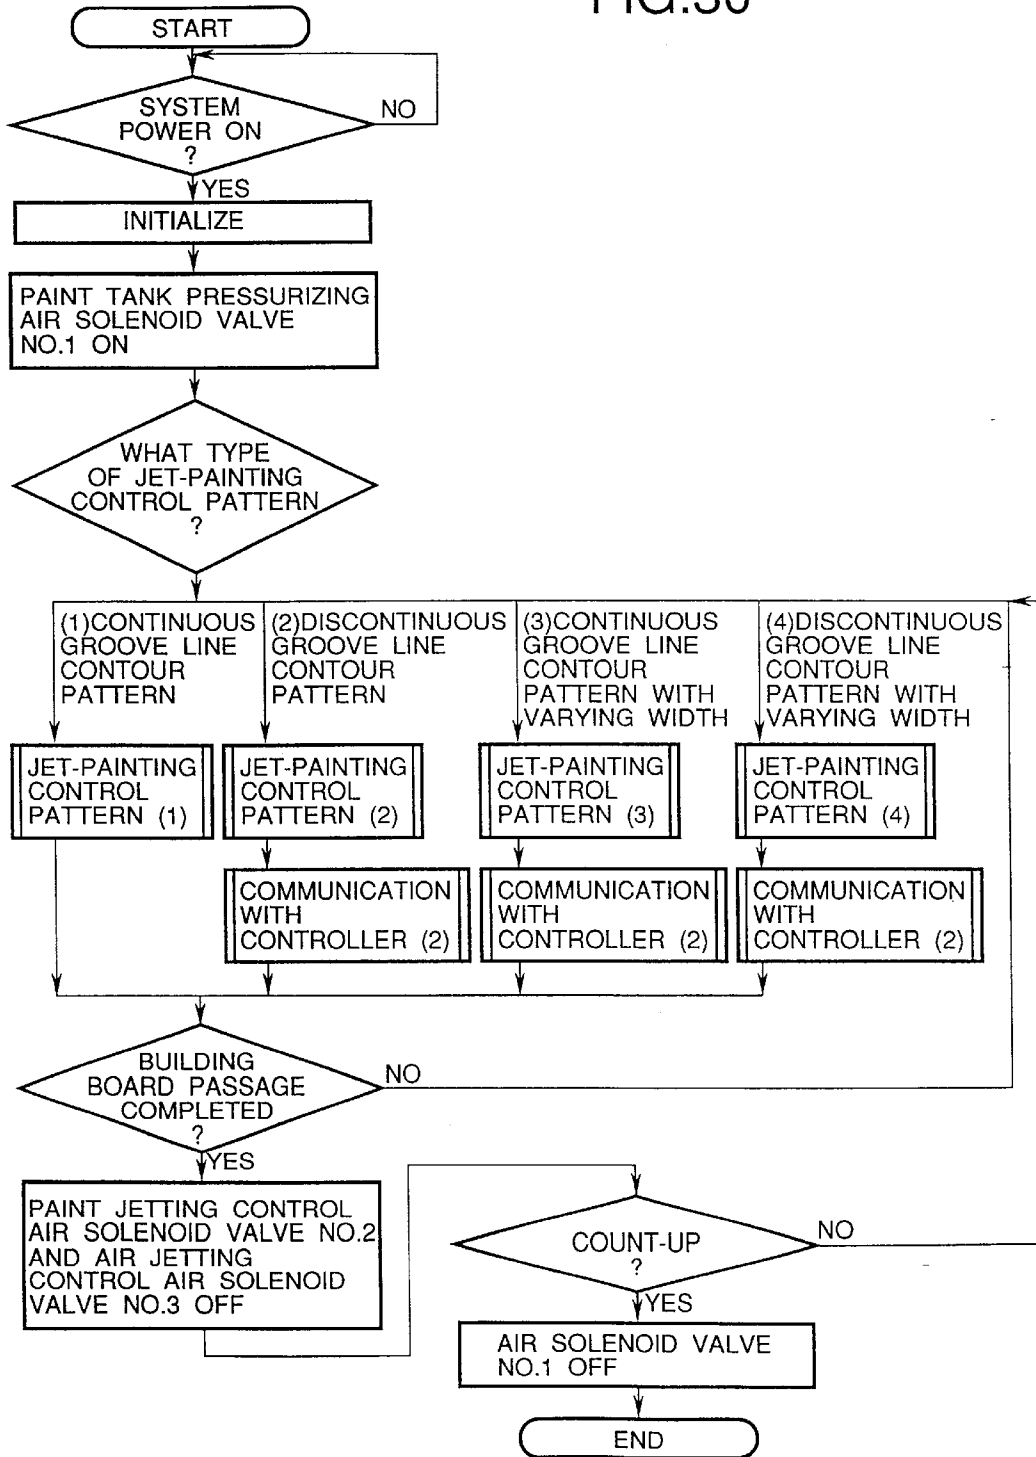 FIG.30
START
SYSTEM
POWER ON
?
NO
YES
INITIALIZE
PAINT TANK PRESSURIZING
AIR SOLENOID VALVE
NO.1 ON
WHAT TYPE
OF JET-PAINTING
CONTROL PATTERN
?
(1)CONTINUOUS
GROOVE LINE
CONTOUR
PATTERN
(2)DISCONTINUOUS
GROOVE LINE
CONTOUR
PATTERN
(3)CONTINUOUS
GROOVE LINE
CONTOUR
PATTERN WITH
VARYING WIDTH
(4)DISCONTINUOUS
GROOVE LINE
CONTOUR
PATTERN WITH
VARYING WIDTH
JET-PAINTING
CONTROL
PATTERN (1)
JET-PAINTING
CONTROL
PATTERN (2)
JET-PAINTING
CONTROL
PATTERN (3)
JET-PAINTING
CONTROL
PATTERN (4)
COMMUNICATION
WITH
CONTROLLER (2)
COMMUNICATION
WITH
CONTROLLER (2)
COMMUNICATION
WITH
CONTROLLER (2)
BUILDING
BOARD PASSAGE
COMPLETED
?
NO
YES
PAINT JETTING CONTROL
AIR SOLENOID VALVE NO.2
AND AIR JETTING
CONTROL AIR SOLENOID
VALVE NO.3 OFF
COUNT-UP
?
NO
YES
AIR SOLENOID VALVE
NO.1 OFF
END